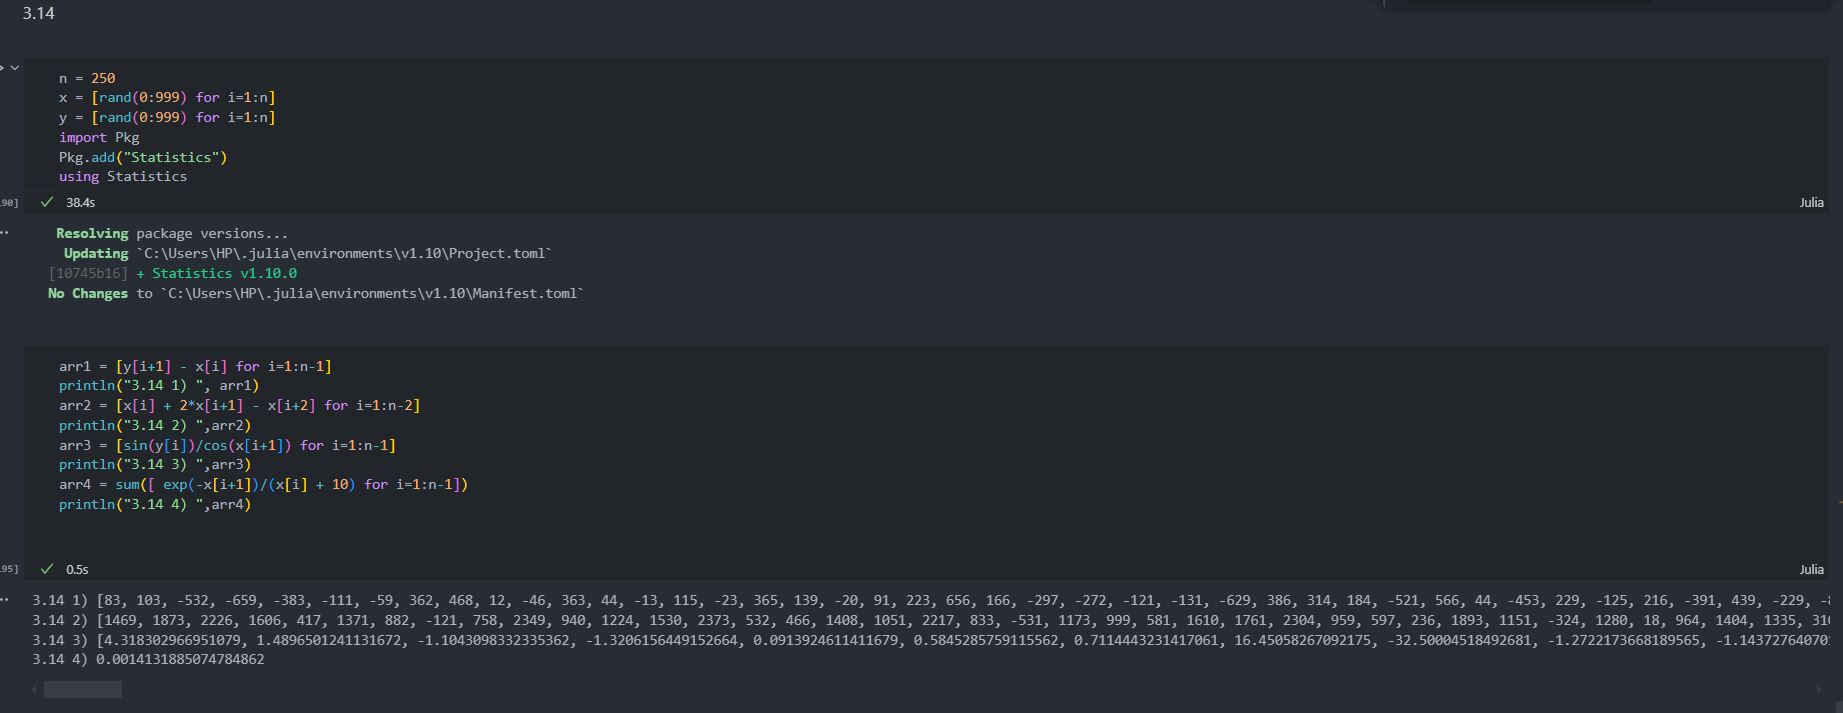 3.14
n = 250
x = [rand(0:999) for i=1:n]
y = [rand(0:999) for i=1:n]
import Pkg
Pkg.add("Statistics")
using Statistics
90]
38.4s
Julia
Resolving package versions...
Updating `C:\Users\HP\.julia\environments\v1.10\Project.toml`
[10745b16] + Statistics v1.10.0
No Changes to `C:\Users\HP\.julia\environments\v1.10\Manifest.toml`
arr1 = [y[i+1] - x[i] for i=1:n-1]
println("3.14 1) ", arr1)
arr2 = [x[i] + 2*x[i+1] - x[i+2] for i=1:n-2]
println("3.14 2) ",arr2)
arr3 = [sin(y[i])/cos(x[i+1]) for i=1:n-1]
println("3.14 3) ",arr3)
arr4 = sum([ exp(-x[i+1])/(x[i] + 10) for i=1:n-1])
println("3.14 4) ",arr4)
95]
0.5s
Julia
3.14 1) [83, 103, -532, -659, -383, -111, -59, 362, 468, 12, -46, 363, 44, -13, 115, -23, 365, 139, -20, 91, 223, 656, 166, -297, -272, -121, -131, -629, 386, 314, 184, -521, 566, 44, -453, 229, -125, 216, -391, 439, -229,
3.14 2) [1469, 1873, 2226, 1606, 417, 1371, 882, -121, 758, 2349, 940, 1224, 1530, 2373, 532, 466, 1408, 1051, 2217, 833, -531, 1173, 999, 581, 1610, 1761, 2304, 959, 597, 236, 1893, 1151, -324, 1280, 18, 964, 1404, 1335,
3.14 3) [4.318302966951079, 1.4896501241131672, -1.1043098332335362, -1.3206156449152664, 0.0913924611411679, 0.5845285759115562, 0.7114443231417061, 16.45058267092175, -32.50004518492681, -1.2722173668189565,
3.14 4) 0.0014131885074784862